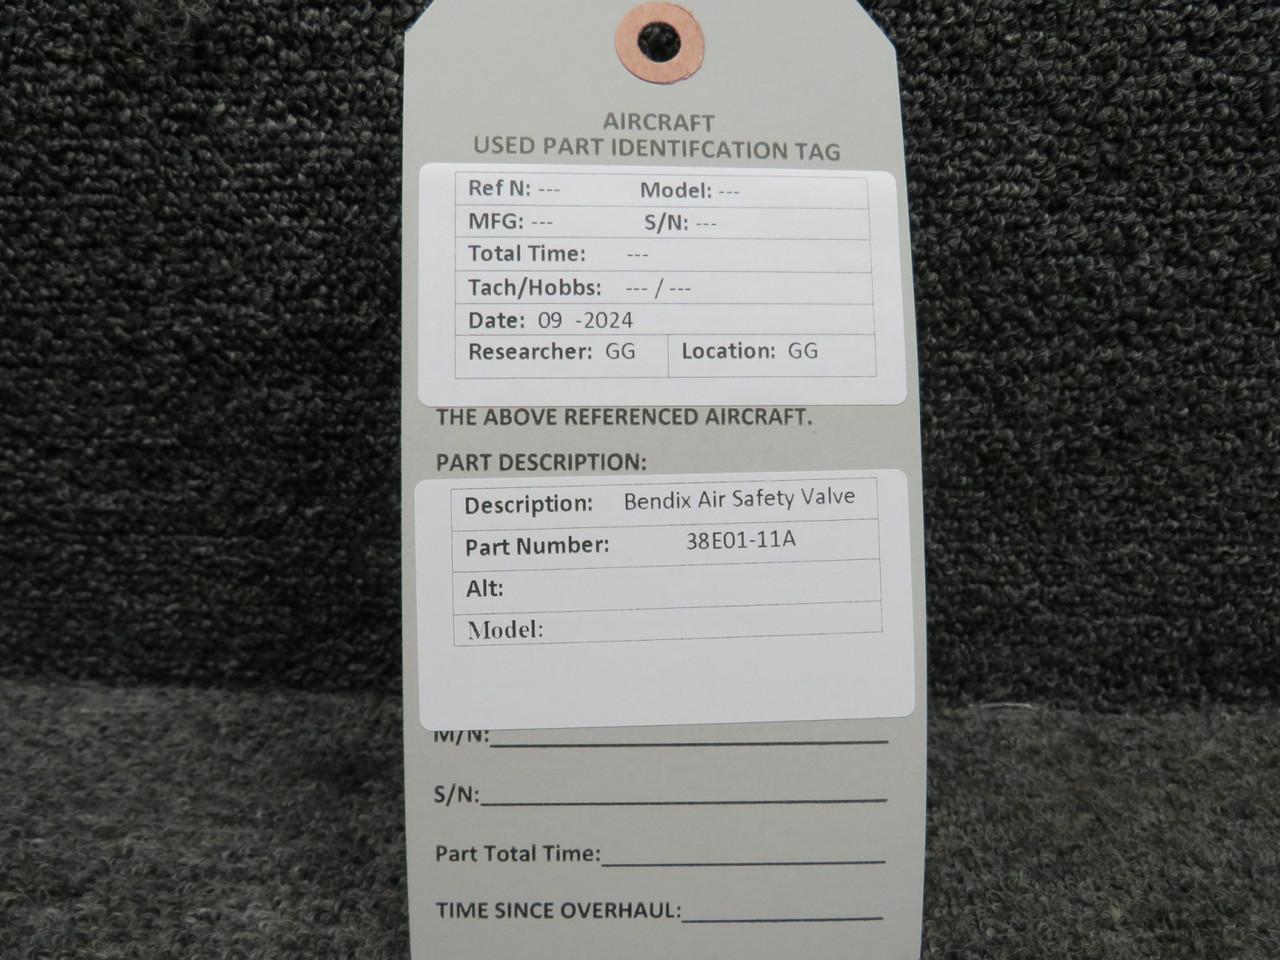 AIRCRAFT
USED PART IDENTIFCATION TAG
Ref N: --- Model: ---
MFG: --- S/N: ---
Total Time: ---
Tach/Hobbs: --- / ---
Date: 09 -2024
Researcher: GG Location: GG
THE ABOVE REFERENCED AIRCRAFT.
PART DESCRIPTION:
Description: Bendix Air Safety Valve
Part Number: 38E01-11A
Alt:
Model:
M/N:
S/N:
Part Total Time:
TIME SINCE OVERHAUL: